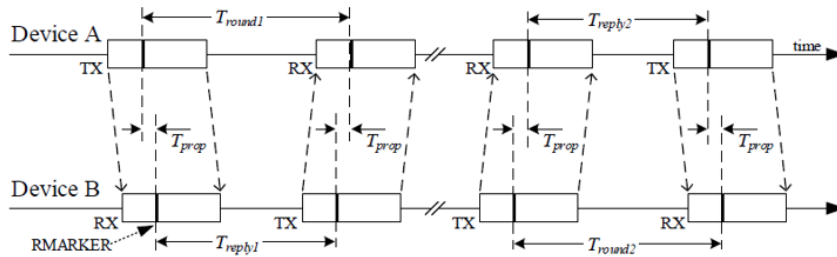 T_round1
T_reply2
Device A
time
TX
RX
RX
TX
T_prop
T_prop
T_prop
T_prop
Device B
RX
TX
TX
RX
RMARKER
T_reply1
T_round2